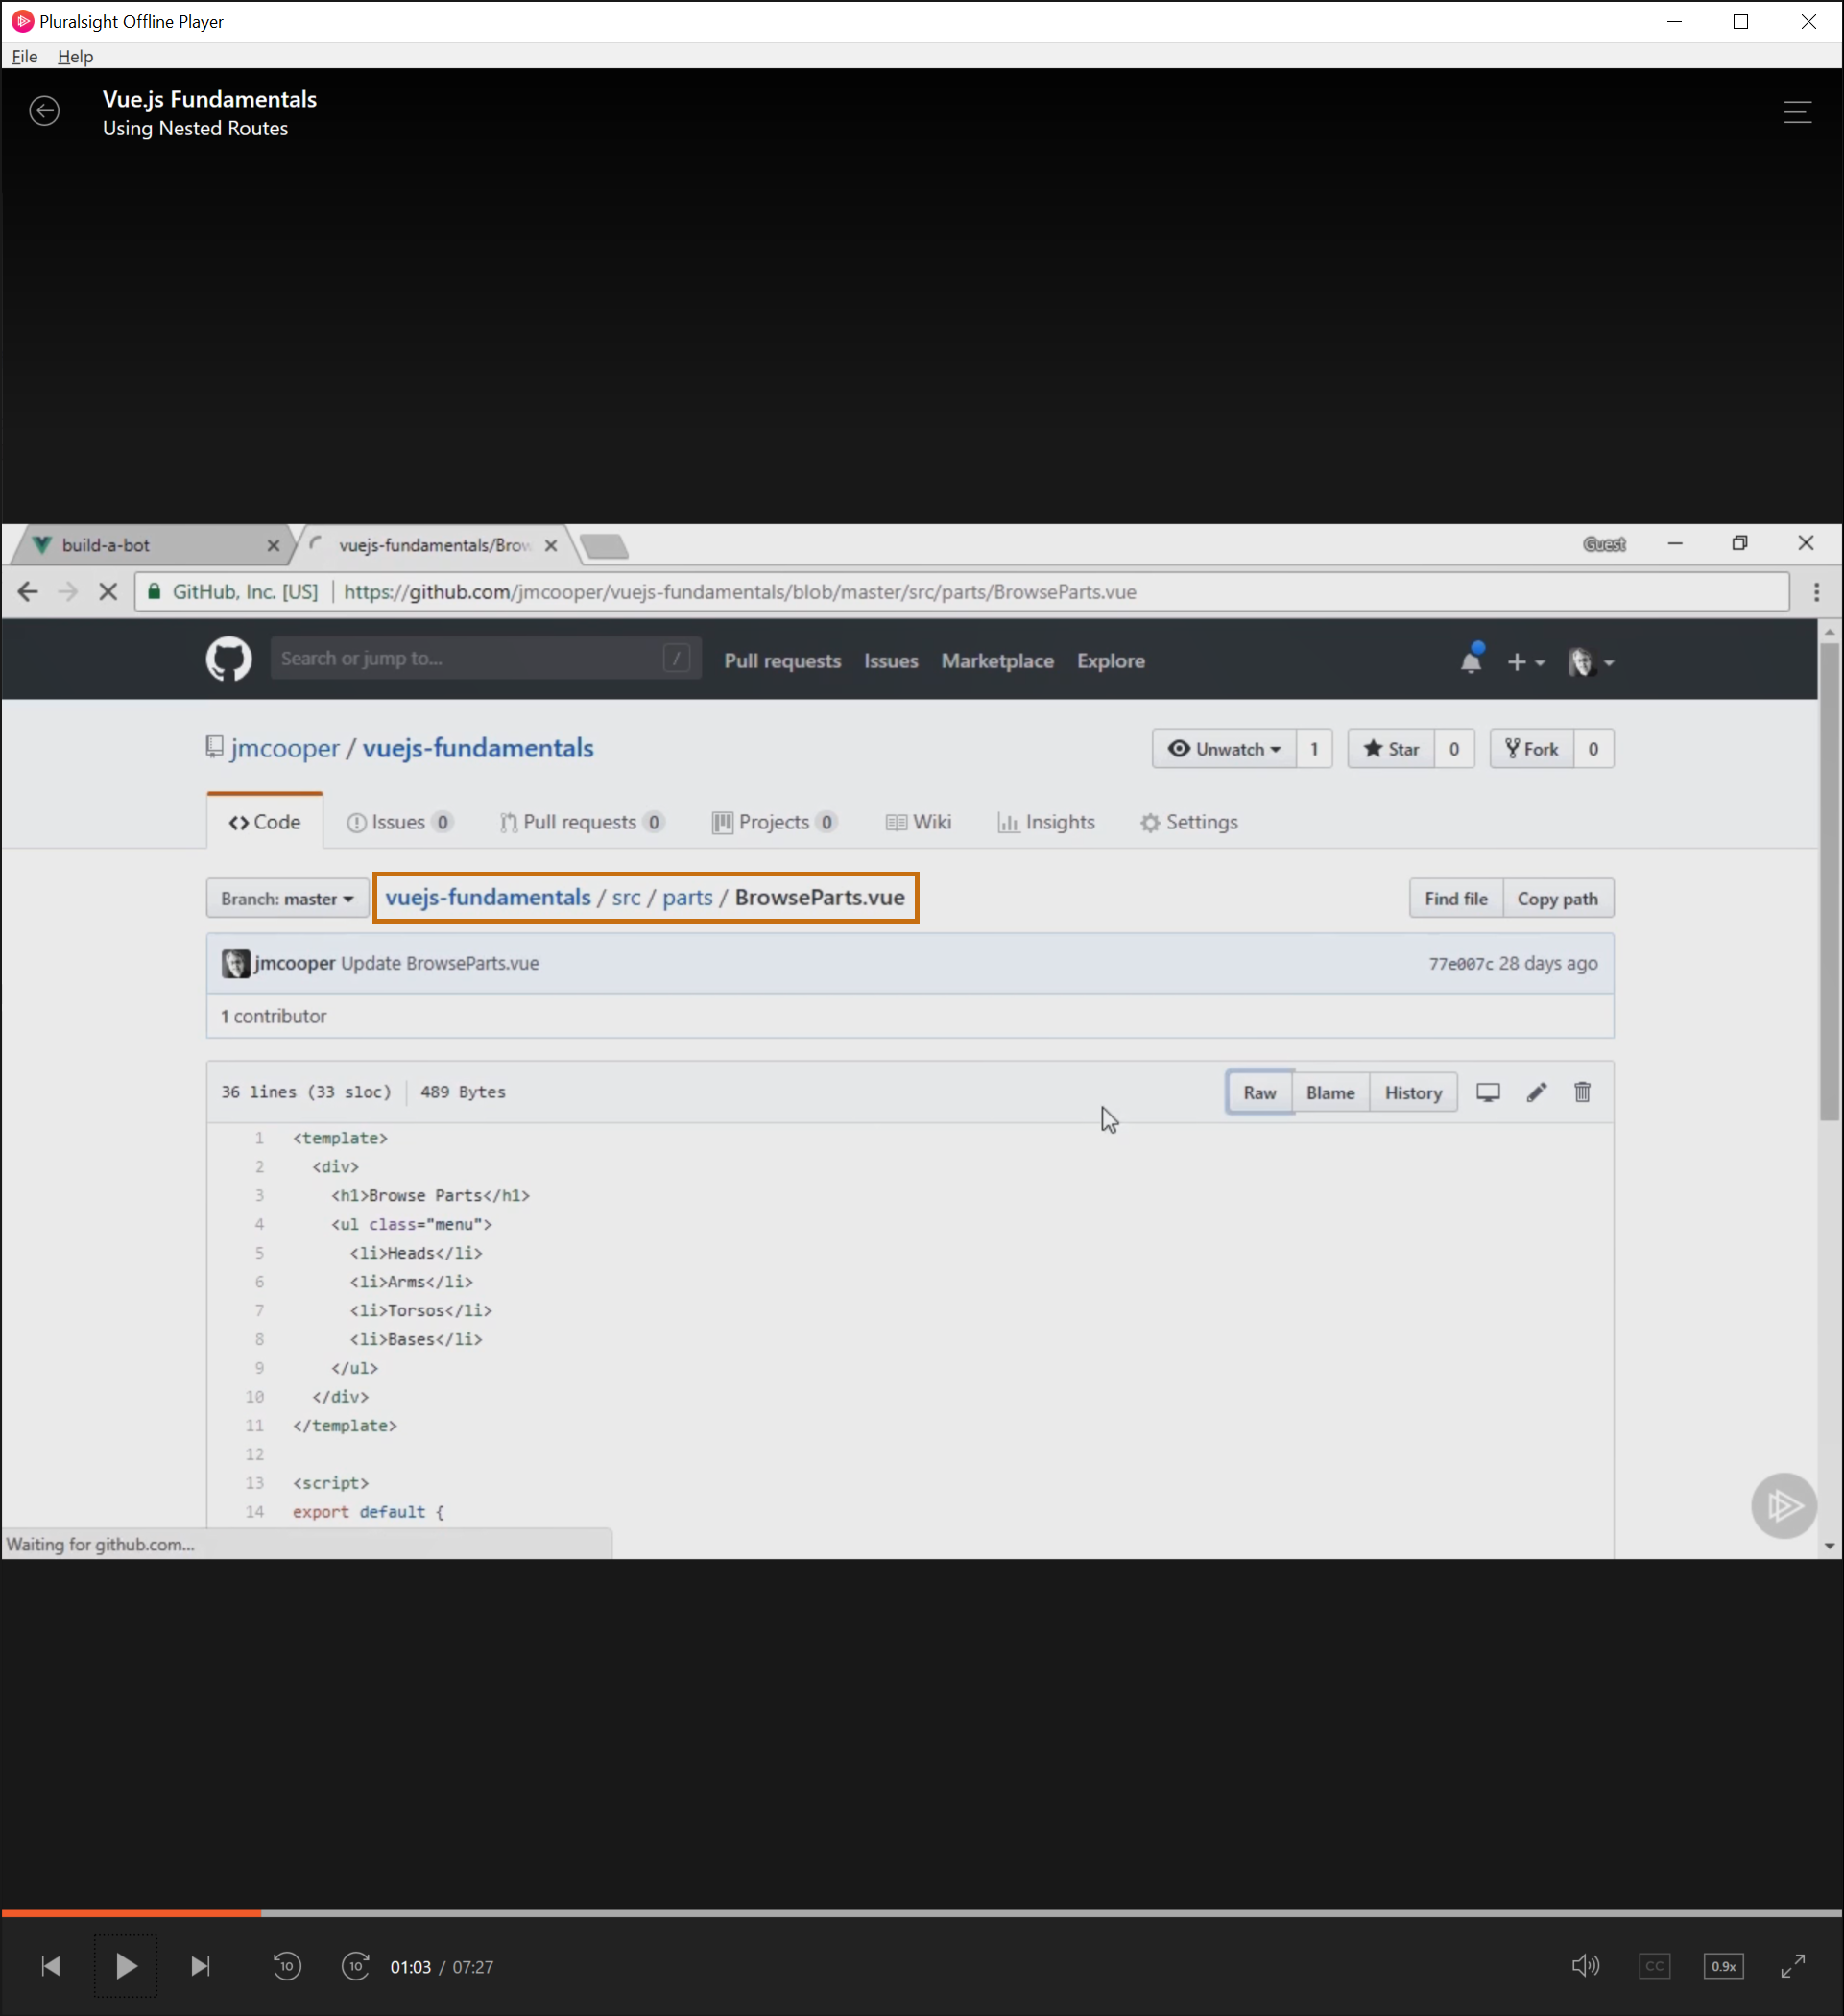 Pluralsight Offline Player
File Help
Vue.js Fundamentals
Using Nested Routes
build-a-bot vuejs-fundamentals/Brow Guest
GitHub, Inc. [US] https://github.com/jmcooper/vuejs-fundamentals/blob/master/src/parts/BrowseParts.vue
Search or jump to... / Pull requests Issues Marketplace Explore
jmcooper / vuejs-fundamentals Unwatch 1 Star 0 Fork 0
<> Code Issues 0 Pull requests 0 Projects 0 Wiki Insights Settings
Branch: master vuejs-fundamentals / src / parts / BrowseParts.vue Find file Copy path
jmcooper Update BrowseParts.vue 77e007c 28 days ago
1 contributor
36 lines (33 sloc) 489 Bytes Raw Blame History
1 <template>
2 <div>
3 <h1>Browse Parts</h1>
4 <ul class="menu">
5 <li>Heads</li>
6 <li>Arms</li>
7 <li>Torsos</li>
8 <li>Bases</li>
9 </ul>
10 </div>
11 </template>
12
13 <script>
14 export default {
Waiting for github.com...
10 10 01:03 / 07:27 CC 0.9x